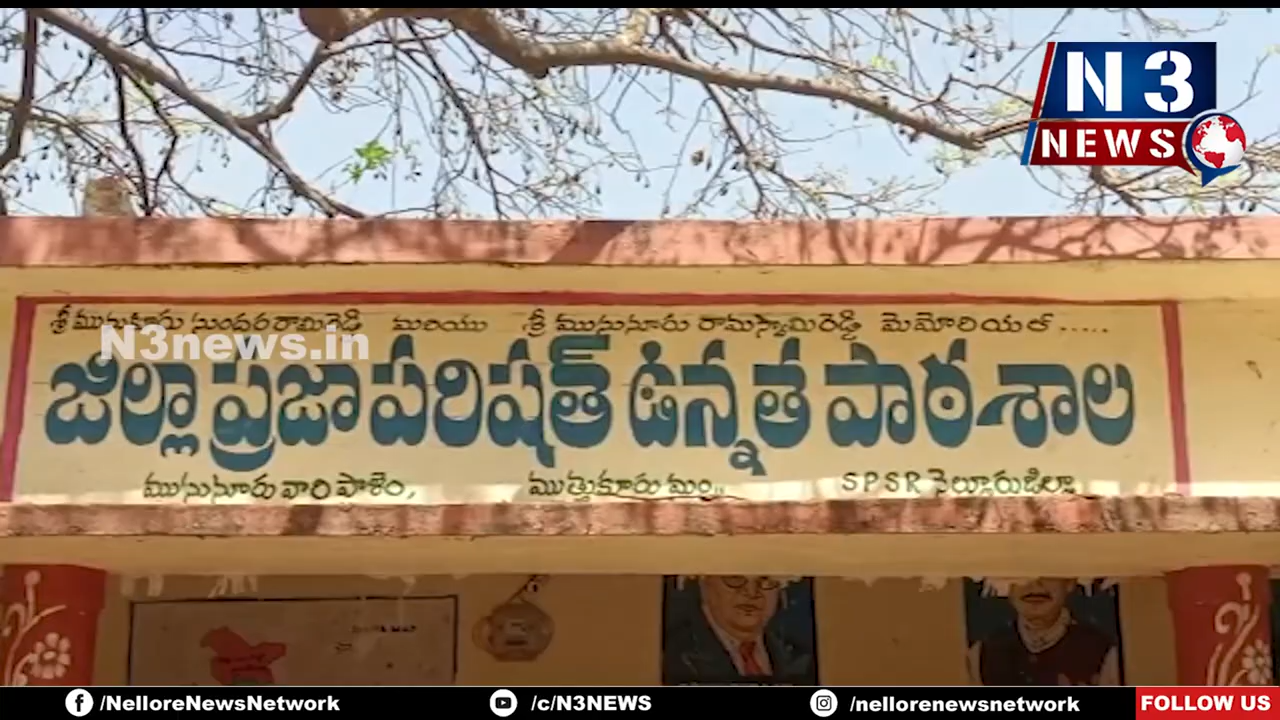 N3
NEWS
శ్రీ ముసునూరు సుందరరామిరెడ్డి మరియు శ్రీ ముసునూరు రామస్వామిరెడ్డి మెమోరియల్ .....
N3news.in
జిల్లా ప్రజా పరిషత్ ఉన్నత పాఠశాల
ముసునూరు వారి పాళెం, ముత్తుకూరు మం.. SPSR నెల్లూరు జిల్లా
/NelloreNewsNetwork /c/N3NEWS /nellorenewsnetwork FOLLOW US